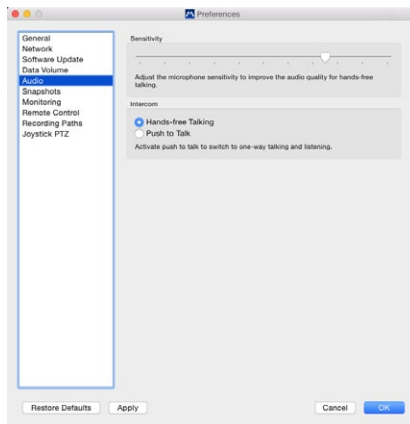 Preferences
General
Network
Software Update
Data Volume
Audio
Snapshots
Monitoring
Remote Control
Recording Paths
Joystick PTZ
Sensitivity
Adjust the microphone sensitivity to improve the audio quality for hands-free
talking.
Intercom
Hands-free Talking
Push to Talk
Activate push to talk to switch to one-way talking and listening.
Restore Defaults
Apply
Cancel
OK